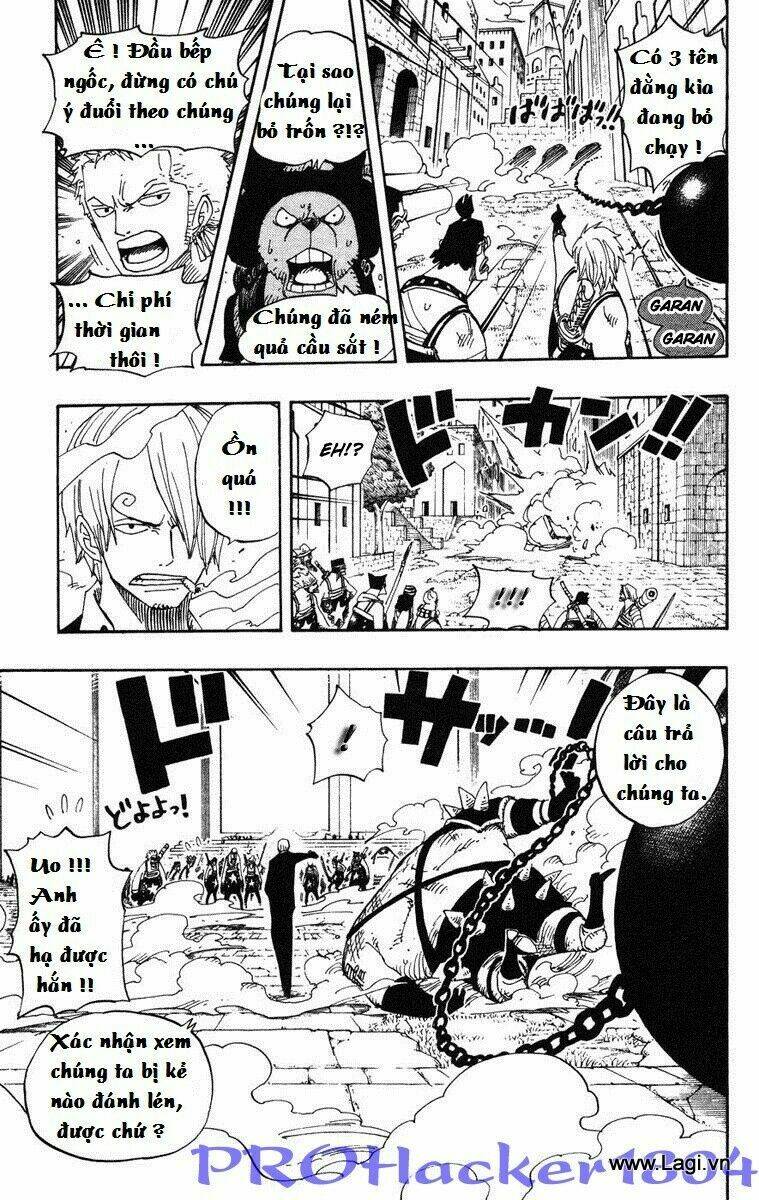 Có 3 tên
đằng kia
đang bỏ
chạy !
ばばばばっ!!
GARAN
GARAN
Tại sao
chúng lại
bỏ trốn ?!?
Chúng đã ném
quả cầu sắt !
Ê ! Đầu bếp
ngốc, đừng có chú
ý đuổi theo chúng
...
... Chỉ phí
thời gian
thôi !
ドカン!!
EH!?
!!!!
Ồn
quá
!!!
Đây là
câu trả
lời cho
chúng ta.
ドサッ…!
!
どよよっ!
Uo !!!
Anh
ấy đã
hạ được
hắn !!
Xác nhận xem
chúng ta bị kẻ
nào đánh lén,
được chứ ?
PROHacker1804
www.Lagi.vn